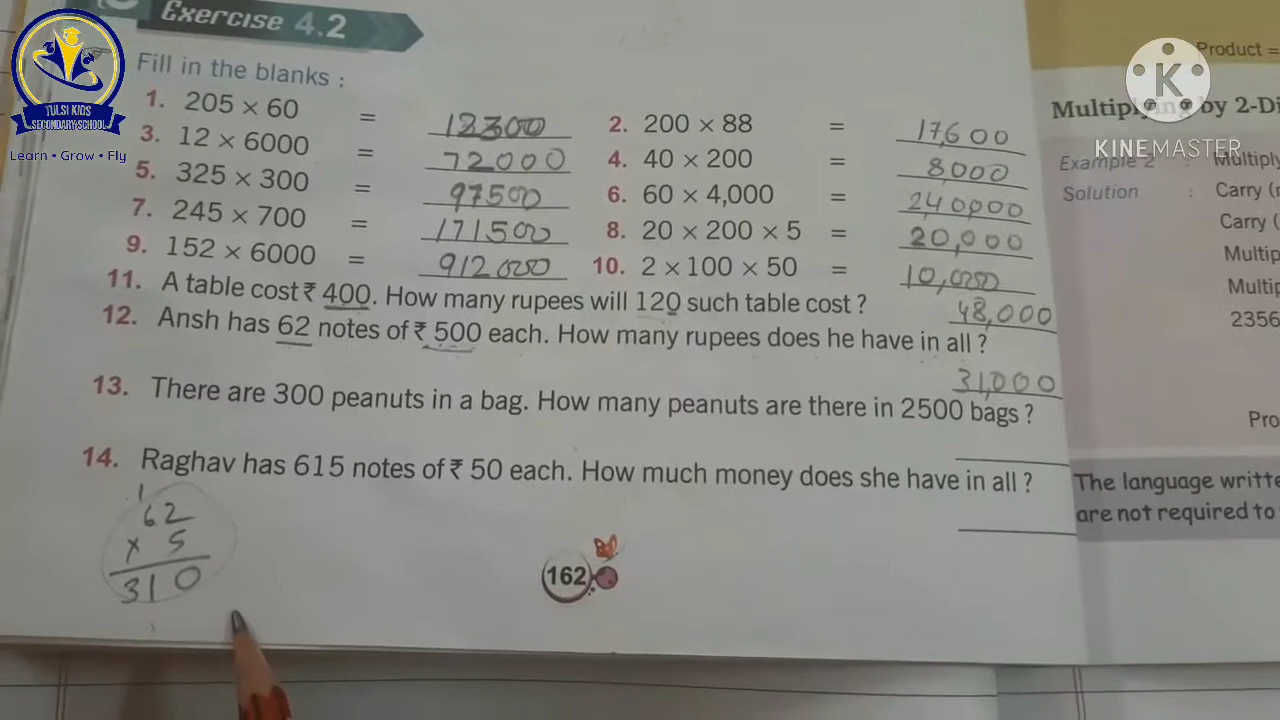 Exercise 4.2
TULSI KIDS
SECONDARY SCHOOL
Learn • Grow • Fly
K
KINEMASTER
Fill in the blanks :
1. 205 × 60 = 12300
2. 200 × 88 = 17,600
3. 12 × 6000 = 72000
4. 40 × 200 = 8,000
5. 325 × 300 = 97500
6. 60 × 4,000 = 240,000
7. 245 × 700 = 171500
8. 20 × 200 × 5 = 20,000
9. 152 × 6000 = 912000
10. 2 × 100 × 50 = 10,000
11. A table cost ₹ 400. How many rupees will 120 such table cost ? 48,000
12. Ansh has 62 notes of ₹ 500 each. How many rupees does he have in all ?
31,000
13. There are 300 peanuts in a bag. How many peanuts are there in 2500 bags ?
14. Raghav has 615 notes of ₹ 50 each. How much money does she have in all ?
1
62
× 5
310
162
Product =
Multiplying by 2-Di
Example 2 : Multiply
Solution : Carry (
Carry (
Multip
Multip
2356
Pro
The language writte
are not required to